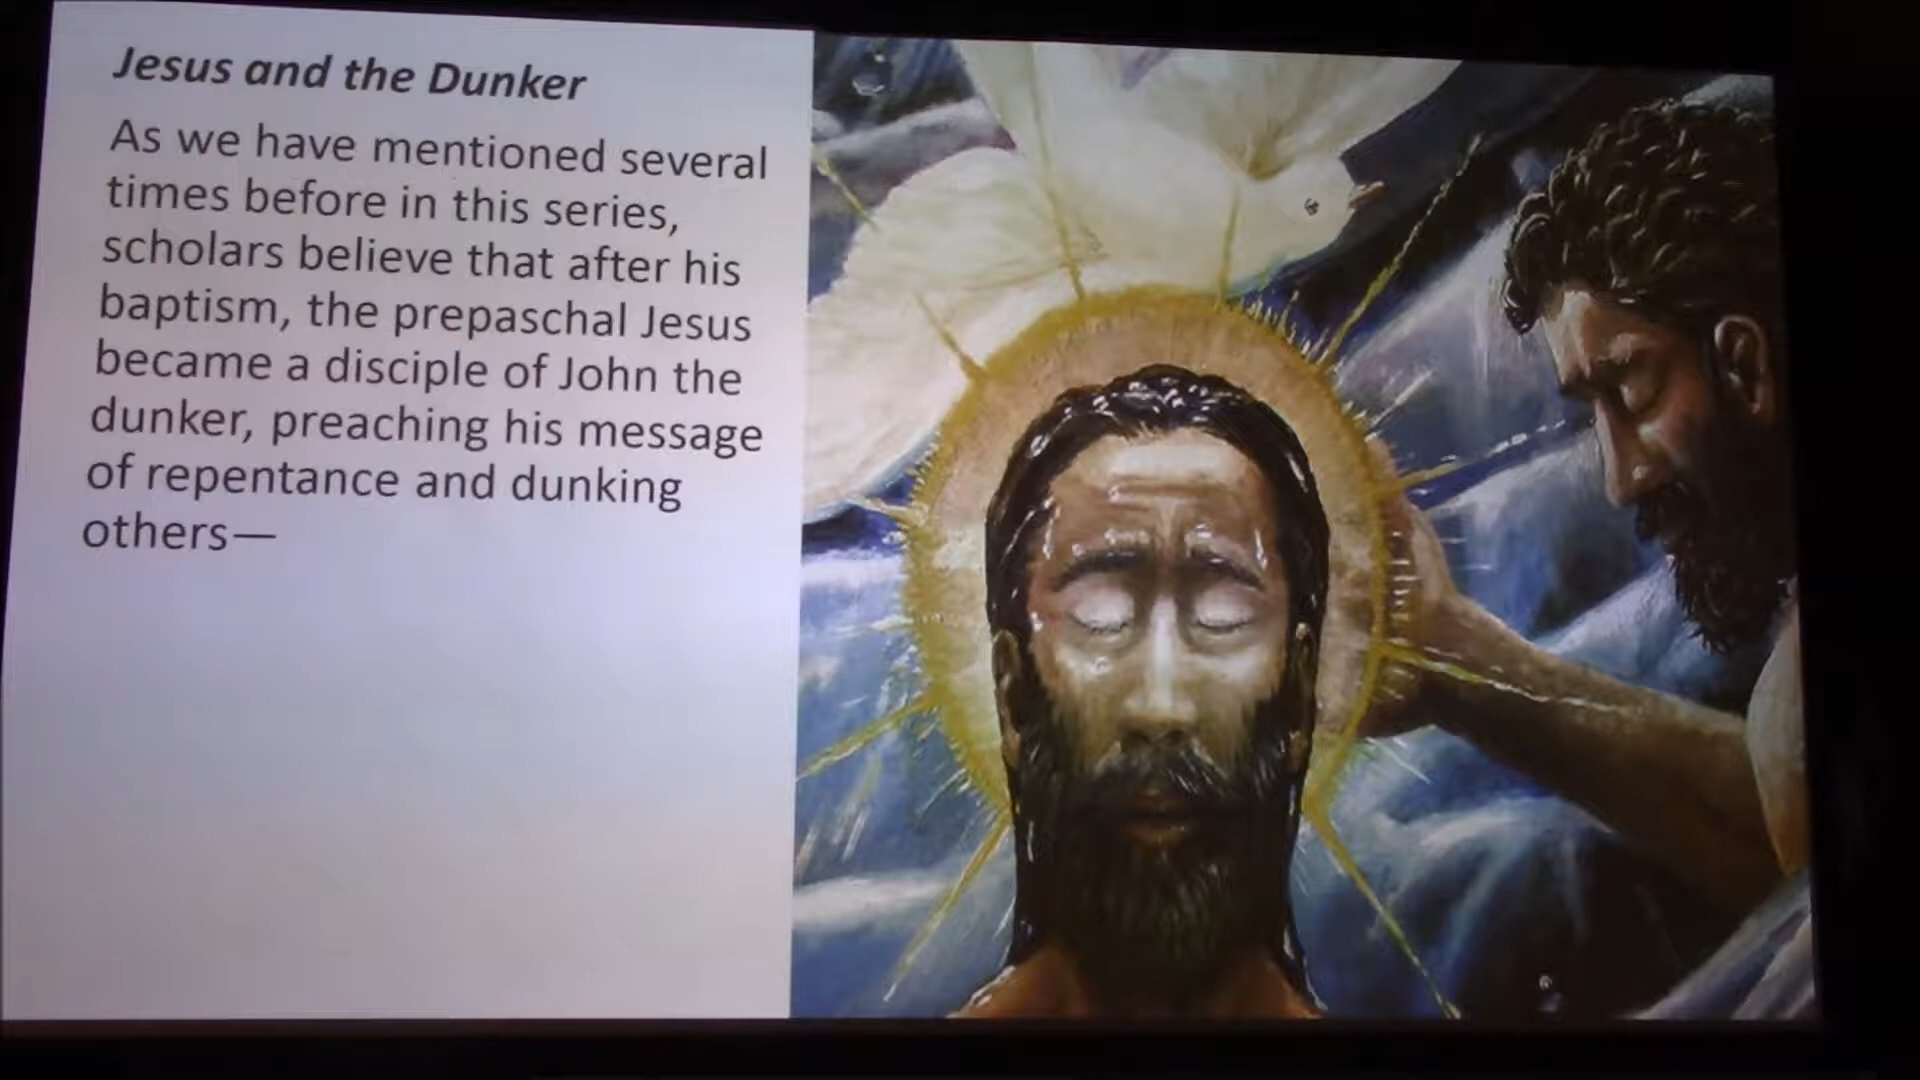 Jesus and the Dunker
As we have mentioned several
times before in this series,
scholars believe that after his
baptism, the prepaschal Jesus
became a disciple of John the
dunker, preaching his message
of repentance and dunking
others—